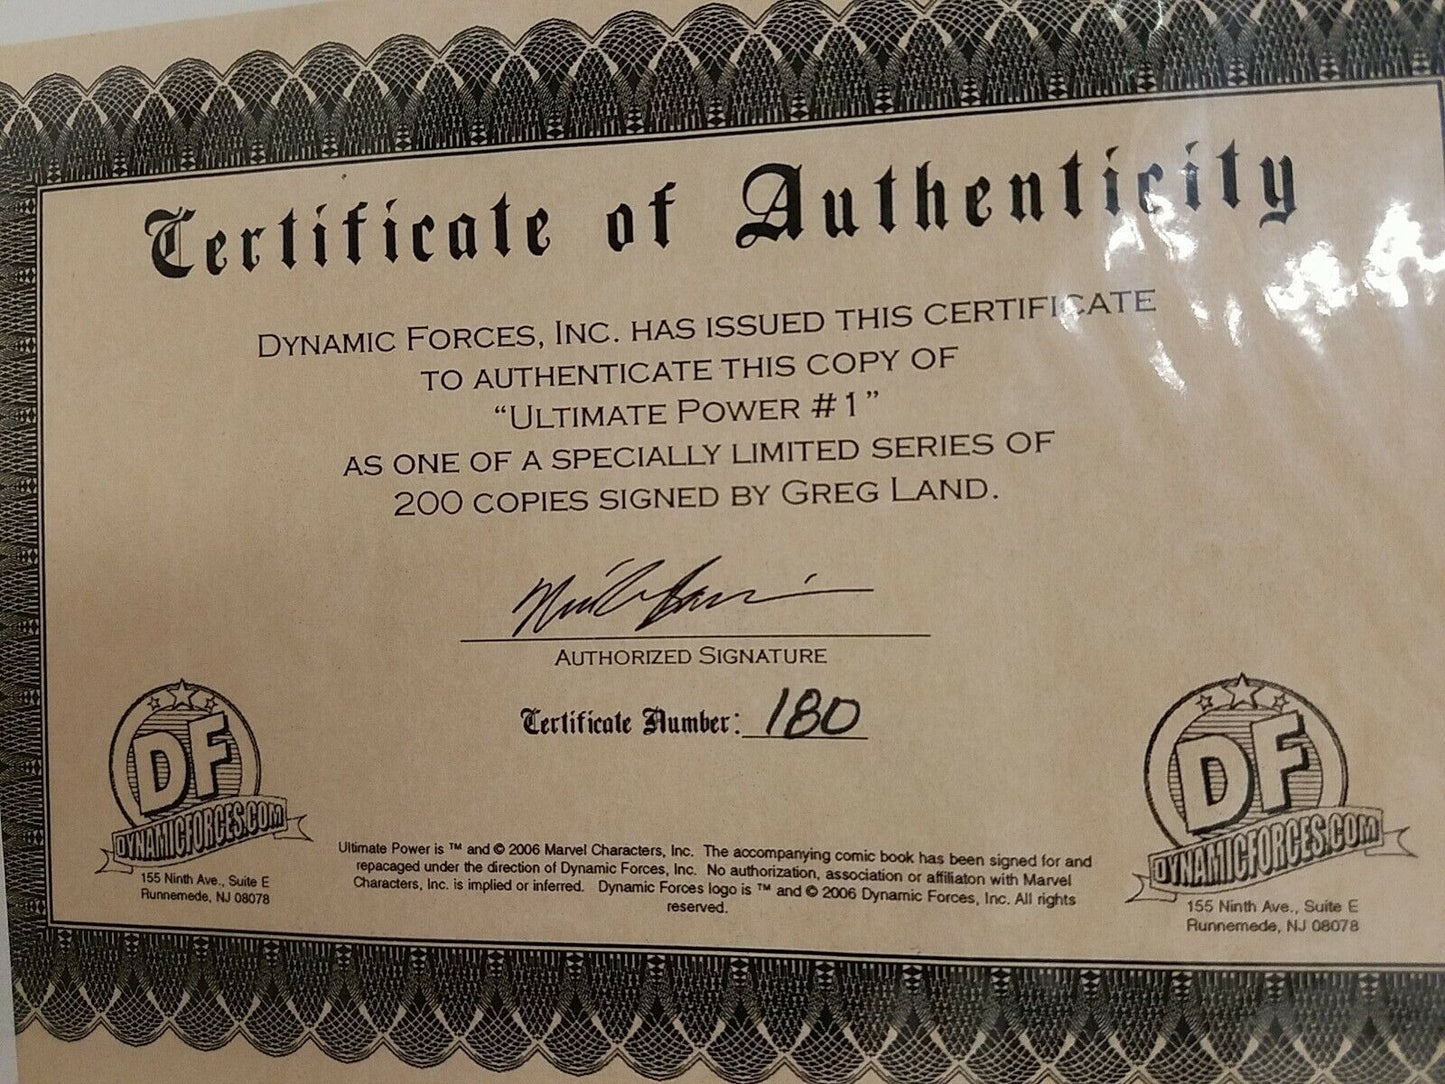 Certificate of Authenticity
DYNAMIC FORCES, INC. HAS ISSUED THIS CERTIFICATE
TO AUTHENTICATE THIS COPY OF
“ULTIMATE POWER #1”
AS ONE OF A SPECIALLY LIMITED SERIES OF
200 COPIES SIGNED BY GREG LAND.
AUTHORIZED SIGNATURE
Certificate Number: 180
DF
DYNAMICFORCES.COM
155 Ninth Ave., Suite E
Runnemede, NJ 08078
Ultimate Power is ™ and © 2006 Marvel Characters, Inc. The accompanying comic book has been signed for and
repacaged under the direction of Dynamic Forces, Inc. No authorization, association or affiliaton with Marvel
Characters, Inc. is implied or inferred. Dynamic Forces logo is ™ and © 2006 Dynamic Forces, Inc. All rights
reserved.
DF
DYNAMICFORCES.COM
155 Ninth Ave., Suite E
Runnemede, NJ 08078